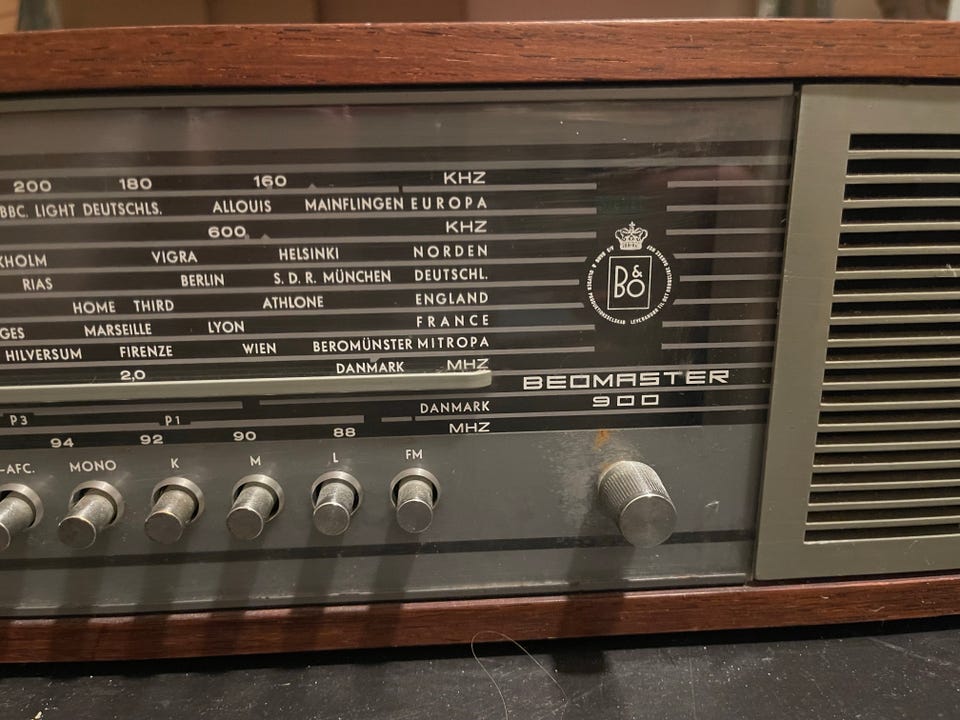 200 180 160 KHZ
BBC. LIGHT DEUTSCHLS. ALLOUIS MAINFLINGEN EUROPA
600 KHZ
KHOLM VIGRA HELSINKI NORDEN
RIAS BERLIN S.D.R. MÜNCHEN DEUTSCHL.
HOME THIRD ATHLONE ENGLAND
GES MARSEILLE LYON FRANCE
HILVERSUM FIRENZE WIEN BEROMÜNSTER MITROPA
2,0 DANMARK MHZ
P3 P1 DANMARK
94 92 90 88 MHZ
-AFC. MONO K M L FM
B&O
BEOMASTER
900